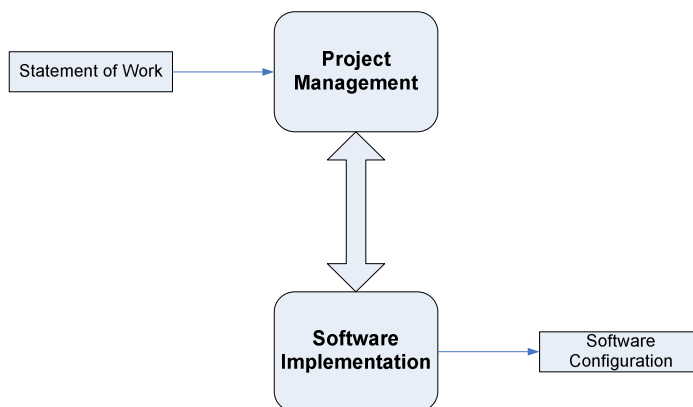 Statement of Work
Project
Management
Software
Implementation
Software
Configuration